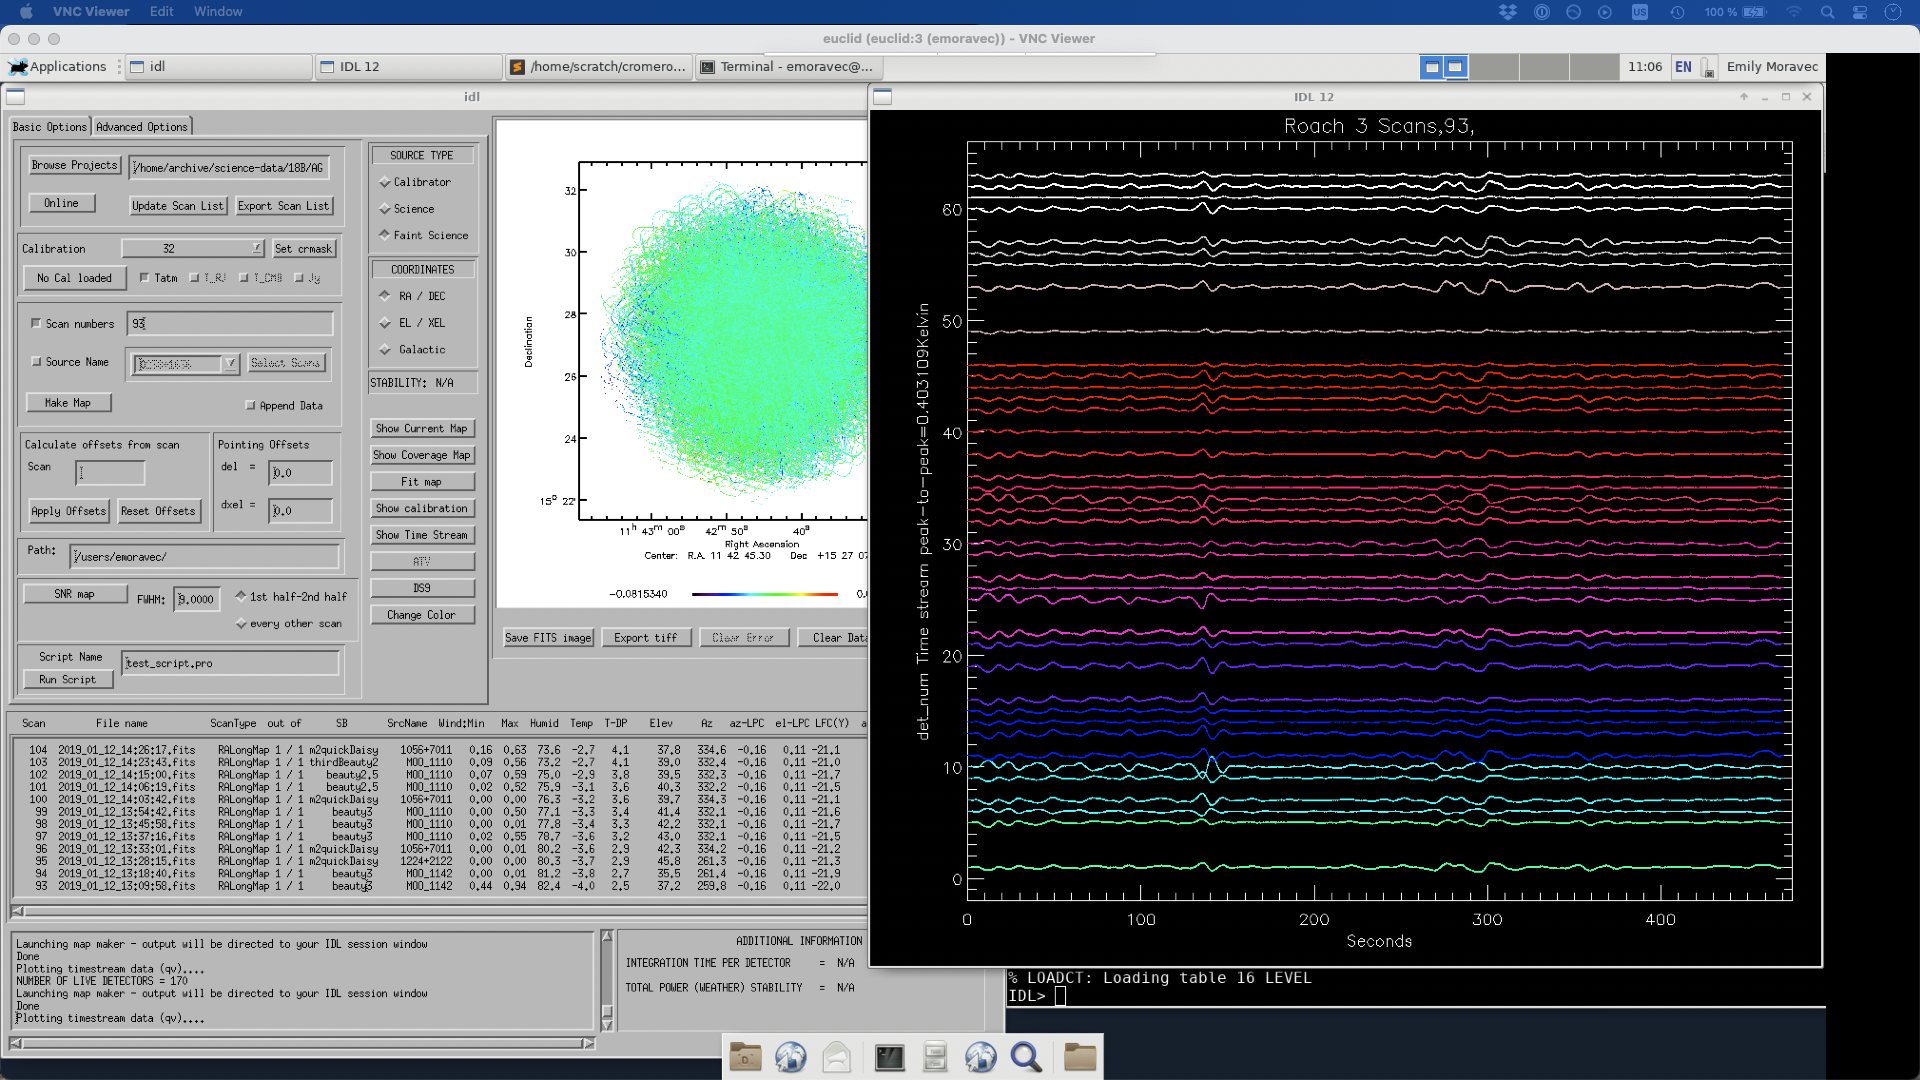 VNC Viewer Edit Window
US 100 %
euclid (euclid:3 (emoravec)) - VNC Viewer
Applications idl IDL 12 /home/scratch/cromero... Terminal - emoravec@... 11:06 EN Emily Moravec
idl
Basic Options Advanced Options
Browse Projects /home/archive/science-data/18B/AG
Online Update Scan List Export Scan List
Calibration 32 Set crmask
No Cal loaded Tatm T_RJ T_CMB Jy
Scan numbers 93
Source Name Select Scans
Make Map Append Data
Calculate offsets from scan Pointing Offsets
Scan del = 0.0
Apply Offsets Reset Offsets dxel = 0.0
Path: /users/emoravec/
SNR map FWHM: 9.0000 1st half-2nd half
every other scan
Script Name test_script.pro
Run Script
SOURCE TYPE
Calibrator
Science
Faint Science
COORDINATES
RA / DEC
EL / XEL
Galactic
STABILITY: N/A
Show Current Map
Show Coverage Map
Fit map
Show calibration
Show Time Stream
ATV
DS9
Change Color
Declination
32
30
28
26
24
15° 22'
11h 43m 00s 42m 50s 40s
Right Ascension
Center: R.A. 11 42 45.30 Dec +15 27 07
-0.0815340 0.0
Save FITS image Export tiff Clear Error Clear Data
Scan File name ScanType out of SB SrcName Wind:Min Max Humid Temp T-DP Elev Az az-LPC el-LPC LFC(Y) a
104 2019_01_12_14:26:17.fits RALongMap 1 / 1 m2quickDaisy 1056+7011 0.16 0.63 73.6 -2.7 4.1 37.8 334.6 -0.16 0.11 -21.1
103 2019_01_12_14:23:43.fits RALongMap 1 / 1 thirdBeauty2 MOO_1110 0.09 0.56 73.2 -2.7 4.1 39.0 332.4 -0.16 0.11 -21.0
102 2019_01_12_14:15:00.fits RALongMap 1 / 1 beauty2.5 MOO_1110 0.07 0.59 75.0 -2.9 3.8 39.5 332.3 -0.16 0.11 -21.7
101 2019_01_12_14:06:19.fits RALongMap 1 / 1 beauty2.5 MOO_1110 0.02 0.52 75.9 -3.1 3.6 40.3 332.2 -0.16 0.11 -21.5
100 2019_01_12_14:03:42.fits RALongMap 1 / 1 m2quickDaisy 1056+7011 0.00 0.00 76.3 -3.2 3.6 39.7 334.3 -0.16 0.11 -21.1
99 2019_01_12_13:54:42.fits RALongMap 1 / 1 beauty3 MOO_1110 0.00 0.50 77.1 -3.3 3.4 41.4 332.1 -0.16 0.11 -21.6
98 2019_01_12_13:45:58.fits RALongMap 1 / 1 beauty3 MOO_1110 0.00 0.01 77.8 -3.4 3.3 42.2 332.1 -0.16 0.11 -21.7
97 2019_01_12_13:37:16.fits RALongMap 1 / 1 beauty3 MOO_1110 0.02 0.55 78.7 -3.6 3.2 43.0 332.1 -0.16 0.11 -21.5
96 2019_01_12_13:33:01.fits RALongMap 1 / 1 m2quickDaisy 1056+7011 0.00 0.01 80.2 -3.6 2.9 42.3 334.2 -0.16 0.11 -21.2
95 2019_01_12_13:28:15.fits RALongMap 1 / 1 m2quickDaisy 1224+2122 0.00 0.00 80.3 -3.7 2.9 45.8 261.3 -0.16 0.11 -21.3
94 2019_01_12_13:18:40.fits RALongMap 1 / 1 beauty3 MOO_1142 0.00 0.01 81.2 -3.8 2.7 35.5 261.4 -0.16 0.11 -21.9
93 2019_01_12_13:09:58.fits RALongMap 1 / 1 beauty3 MOO_1142 0.44 0.94 82.4 -4.0 2.5 37.2 259.8 -0.16 0.11 -22.0
Launching map maker - output will be directed to your IDL session window
Done
Plotting timestream data (qv)....
NUMBER OF LIVE DETECTORS = 170
Launching map maker - output will be directed to your IDL session window
Done
Plotting timestream data (qv)....
ADDITIONAL INFORMATION
INTEGRATION TIME PER DETECTOR = N/A
TOTAL POWER (WEATHER) STABILITY = N/A
IDL 12
Roach 3 Scans,93,
det_num Time stream peak-to-peak=0.403109Kelvin
60
50
40
30
20
10
0
0 100 200 300 400
Seconds
% LOADCT: Loading table 16 LEVEL
IDL>